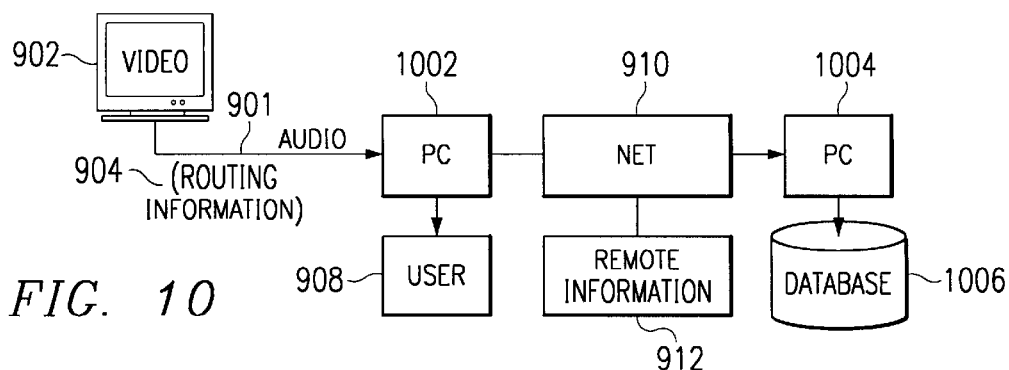 902
VIDEO
901
AUDIO
904
(ROUTING
INFORMATION)
1002
PC
910
NET
1004
PC
908
USER
REMOTE
INFORMATION
912
DATABASE
1006
FIG. 10